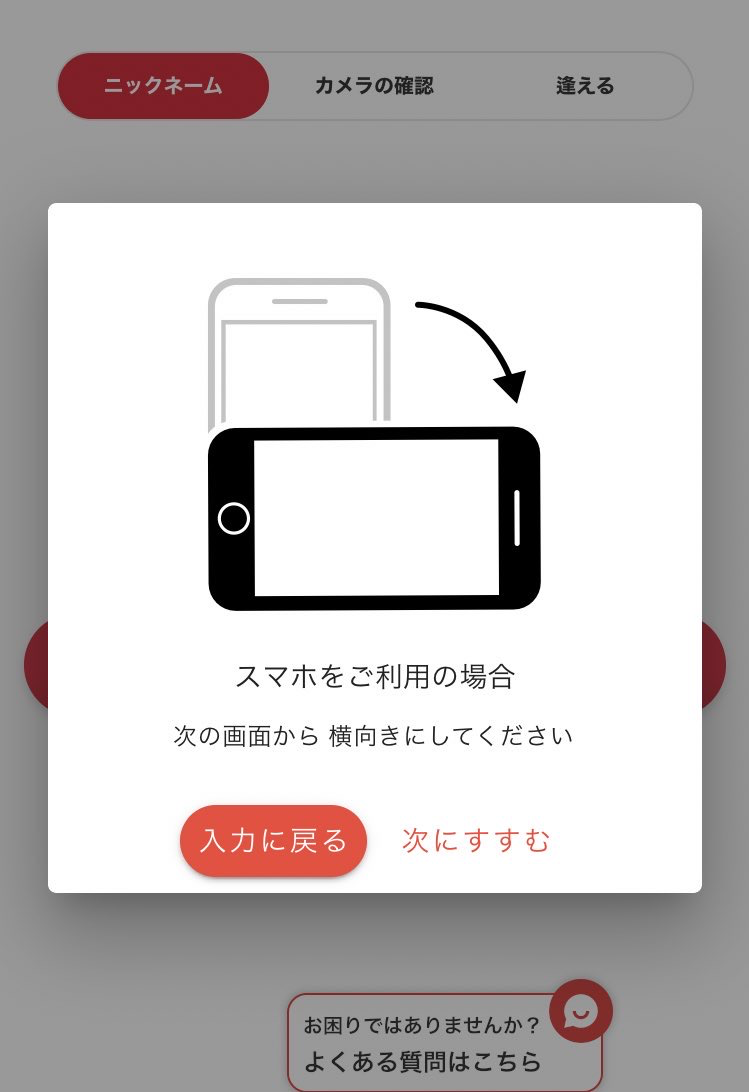 ニックネーム
カメラの確認
逢える
スマホをご利用の場合
次の画面から 横向きにしてください
入力に戻る
次にすすむ
お困りではありませんか？
よくある質問はこちら